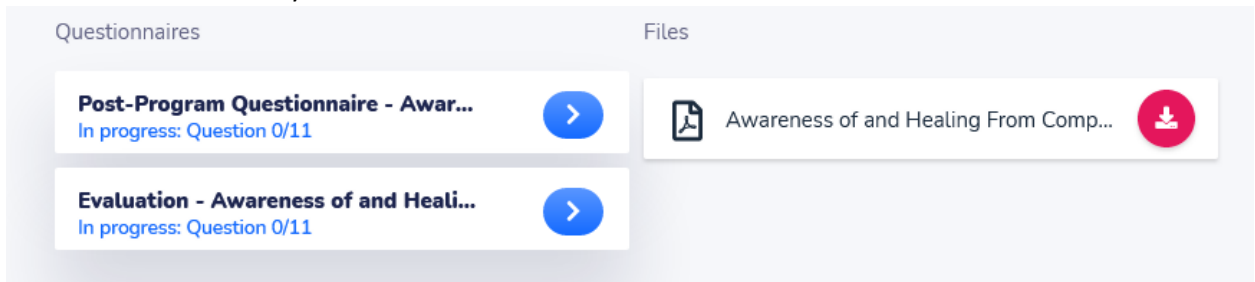 Questionnaires
Post-Program Questionnaire - Awar...
In progress: Question 0/11
Evaluation - Awareness of and Heali...
In progress: Question 0/11
Files
Awareness of and Healing From Comp...